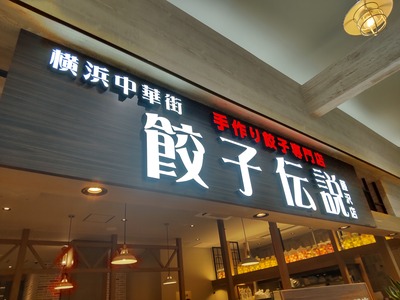 横浜中華街
手作り餃子専門店
餃子伝説